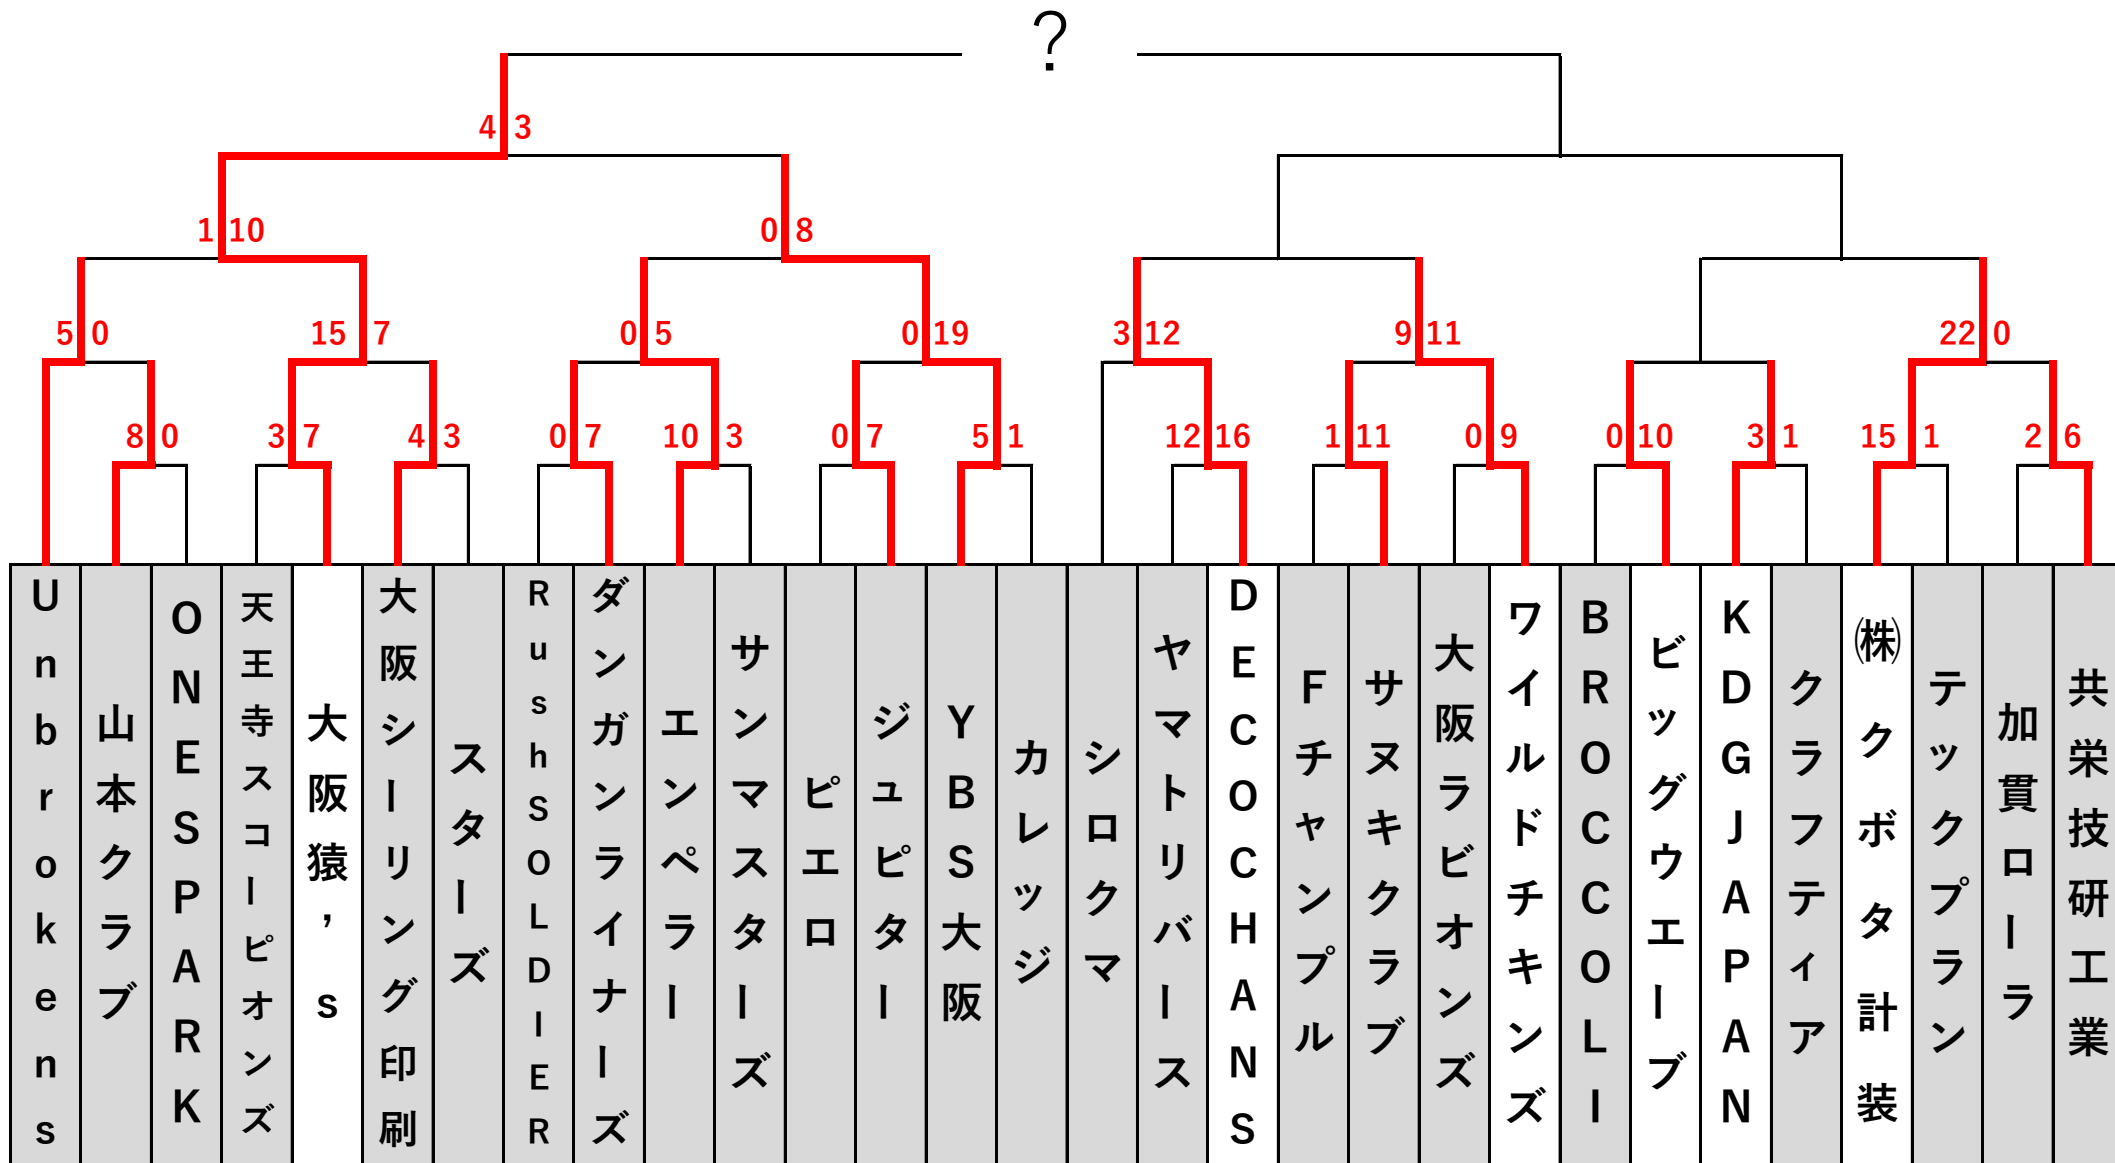 ?
4 3
1 10 0 8
5 0 15 7 0 5 0 19 3 12 9 11 22 0
8 0 3 7 4 3 0 7 10 3 0 7 5 1 12 16 1 11 0 9 0 10 3 1 15 1 2 6
Unbrokens
山本クラブ
ONESPARK
天王寺スコーピオンズ
大阪猿’s
大阪シーリング印刷
スターズ
RushSOLDIER
ダンガンライナーズ
エンペラー
サンマスターズ
ピエロ
ジュピター
YBS大阪
カレッジ
シロクマ
ヤマトリバース
DECOCHANS
Fチャンプル
サヌキクラブ
大阪ラビオンズ
ワイルドチキンズ
BROCCOLI
ビッグウエーブ
KDGJAPAN
クラフティア
㈱クボタ計装
テックプラン
加貫ローラ
共栄技研工業